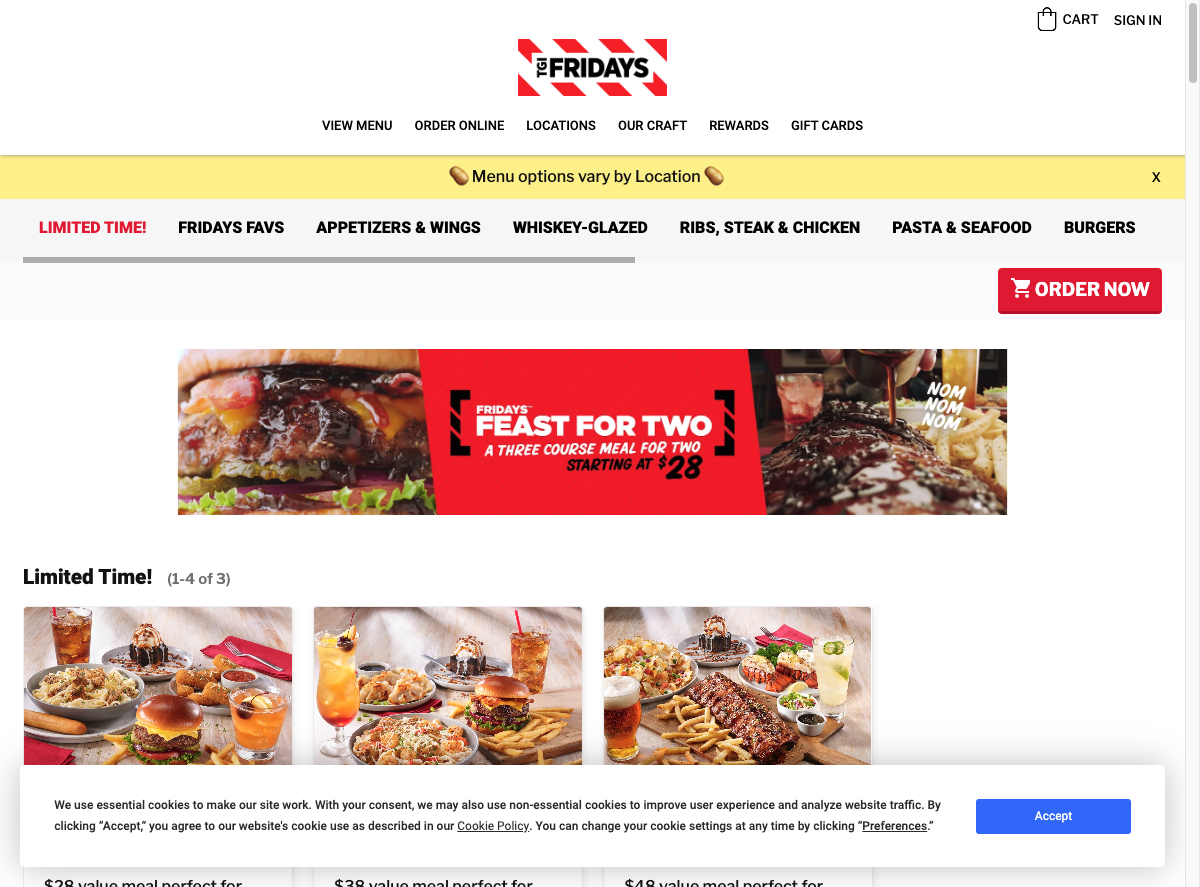 CART SIGN IN
TGI FRIDAYS
VIEW MENU ORDER ONLINE LOCATIONS OUR CRAFT REWARDS GIFT CARDS
Menu options vary by Location
X
LIMITED TIME! FRIDAYS FAVS APPETIZERS & WINGS WHISKEY-GLAZED RIBS, STEAK & CHICKEN PASTA & SEAFOOD BURGERS
ORDER NOW
FRIDAYS™
FEAST FOR TWO
A THREE COURSE MEAL FOR TWO
STARTING AT $28
NOM
NOM
NOM
Limited Time! (1-4 of 3)
We use essential cookies to make our site work. With your consent, we may also use non-essential cookies to improve user experience and analyze website traffic. By
clicking “Accept,” you agree to our website's cookie use as described in our Cookie Policy. You can change your cookie settings at any time by clicking “Preferences.”
Accept
$28 value meal perfect for $38 value meal perfect for $48 value meal perfect for